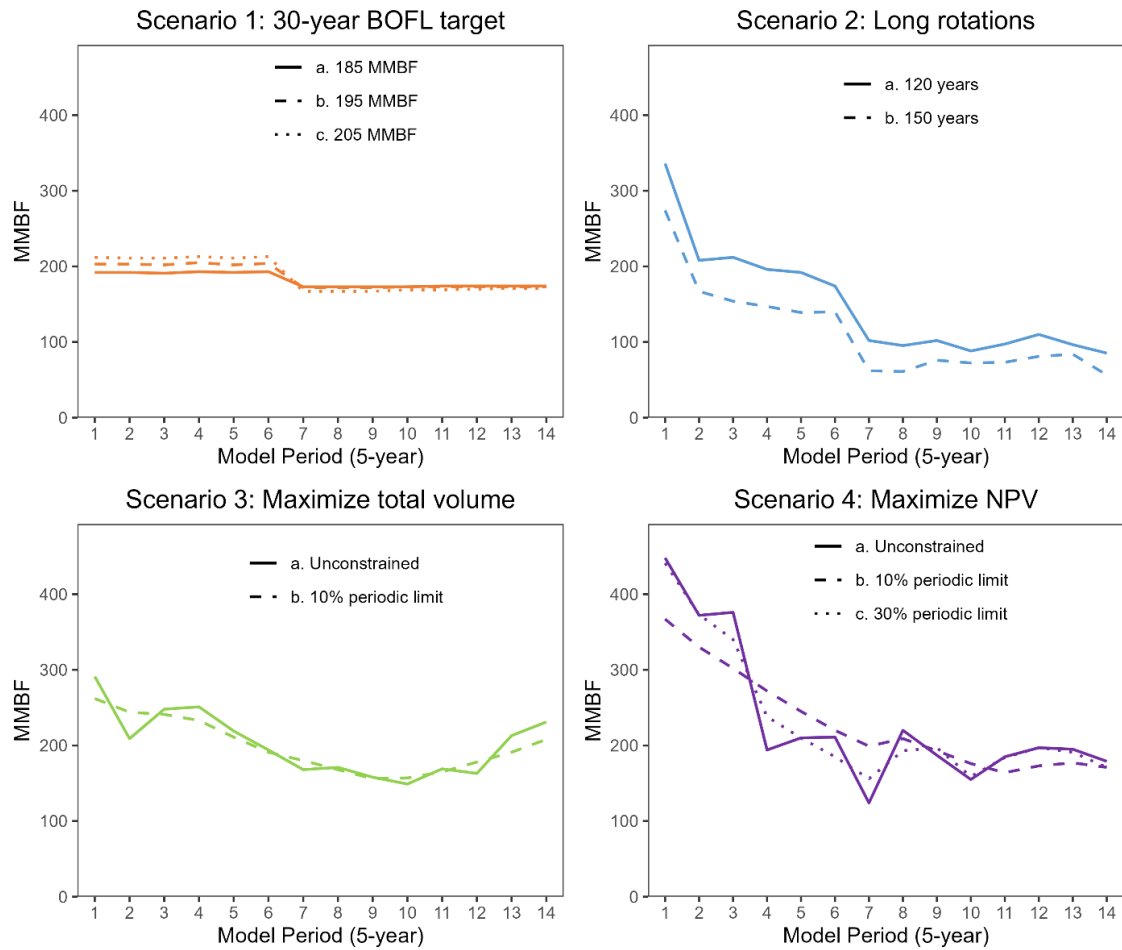 Scenario 1: 30-year BOFL target
a. 185 MMBF
b. 195 MMBF
c. 205 MMBF
400
300
200
100
0
MMBF
1 2 3 4 5 6 7 8 9 10 11 12 13 14
Model Period (5-year)
Scenario 2: Long rotations
a. 120 years
b. 150 years
400
300
200
100
0
MMBF
1 2 3 4 5 6 7 8 9 10 11 12 13 14
Model Period (5-year)
Scenario 3: Maximize total volume
a. Unconstrained
b. 10% periodic limit
400
300
200
100
0
MMBF
1 2 3 4 5 6 7 8 9 10 11 12 13 14
Model Period (5-year)
Scenario 4: Maximize NPV
a. Unconstrained
b. 10% periodic limit
c. 30% periodic limit
400
300
200
100
0
MMBF
1 2 3 4 5 6 7 8 9 10 11 12 13 14
Model Period (5-year)